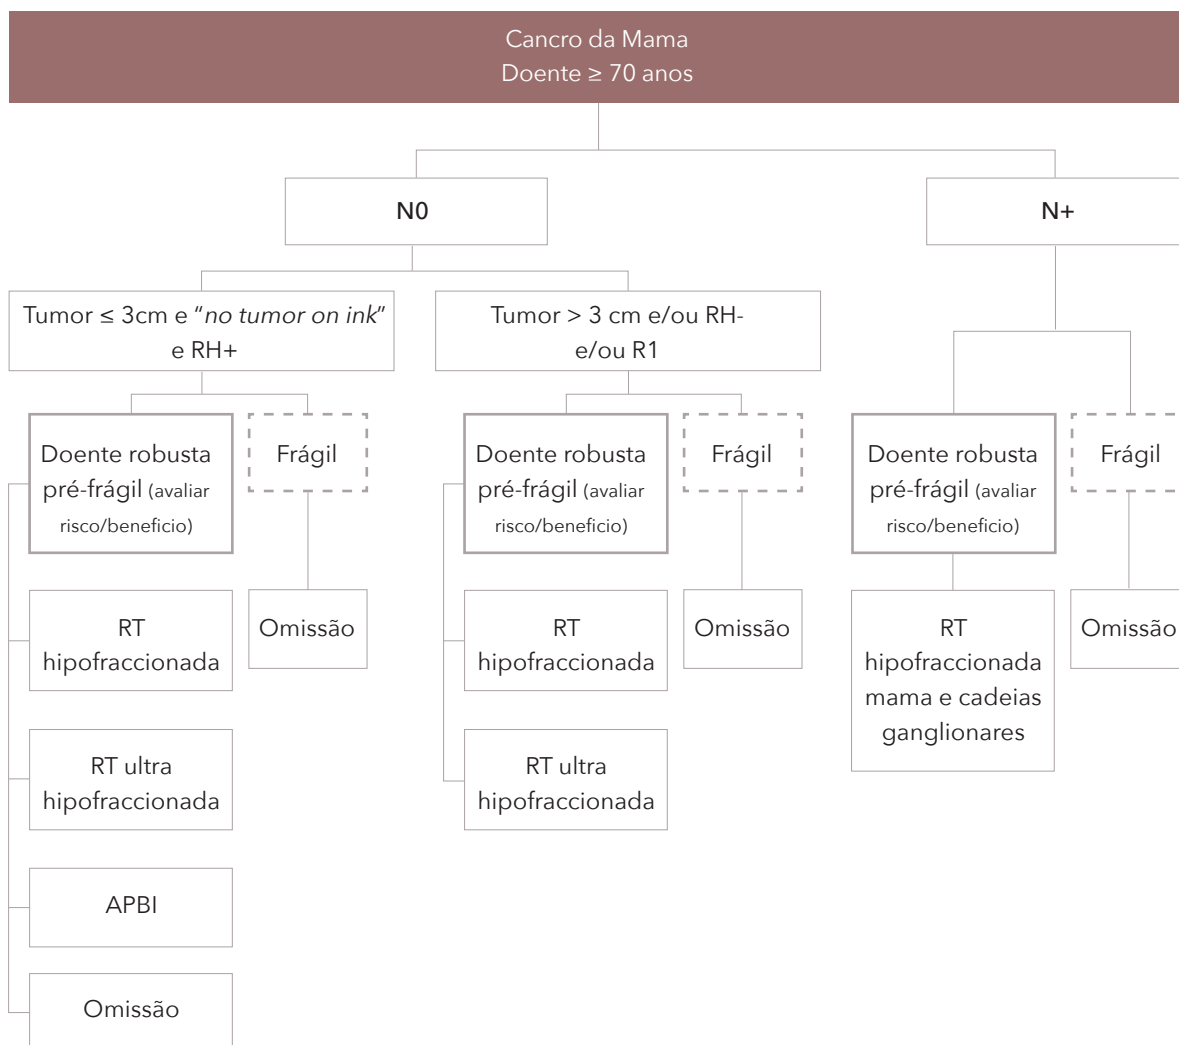 Cancro da Mama
Doente ≥ 70 anos
N0
N+
Tumor ≤ 3cm e “no tumor on ink”
e RH+
Tumor > 3 cm e/ou RH-
e/ou R1
Doente robusta
pré-frágil (avaliar
risco/beneficio)
Frágil
Doente robusta
pré-frágil (avaliar
risco/beneficio)
Frágil
Doente robusta
pré-frágil (avaliar
risco/beneficio)
Frágil
RT
hipofraccionada
Omissão
RT
hipofraccionada
Omissão
RT
hipofraccionada
mama e cadeias
ganglionares
Omissão
RT ultra
hipofraccionada
RT ultra
hipofraccionada
APBI
Omissão